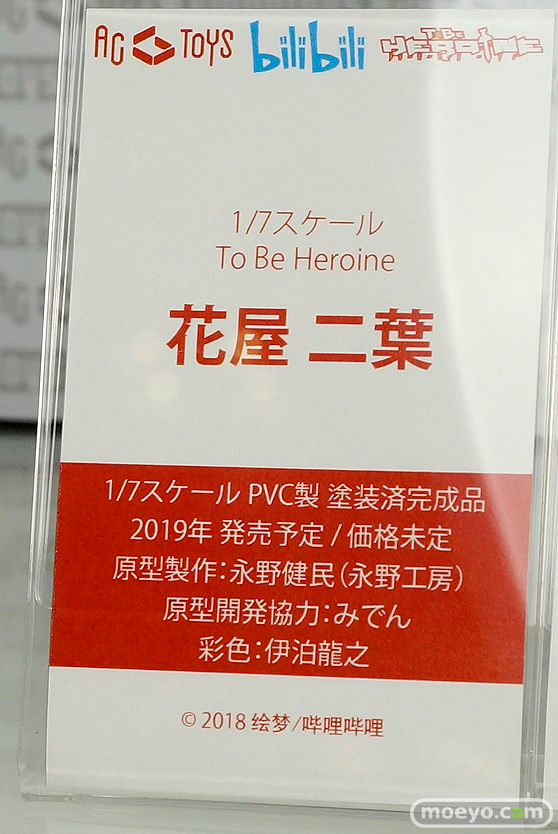 AC TOYS bilibili To Be HEROINE
1/7スケール
To Be Heroine
花屋 二葉
1/7スケール PVC製 塗装済完成品
2019年 発売予定 / 価格未定
原型製作：永野健民（永野工房）
原型開発協力：みでん
彩色：伊泊龍之
© 2018 绘梦/哔哩哔哩
moeyo.com